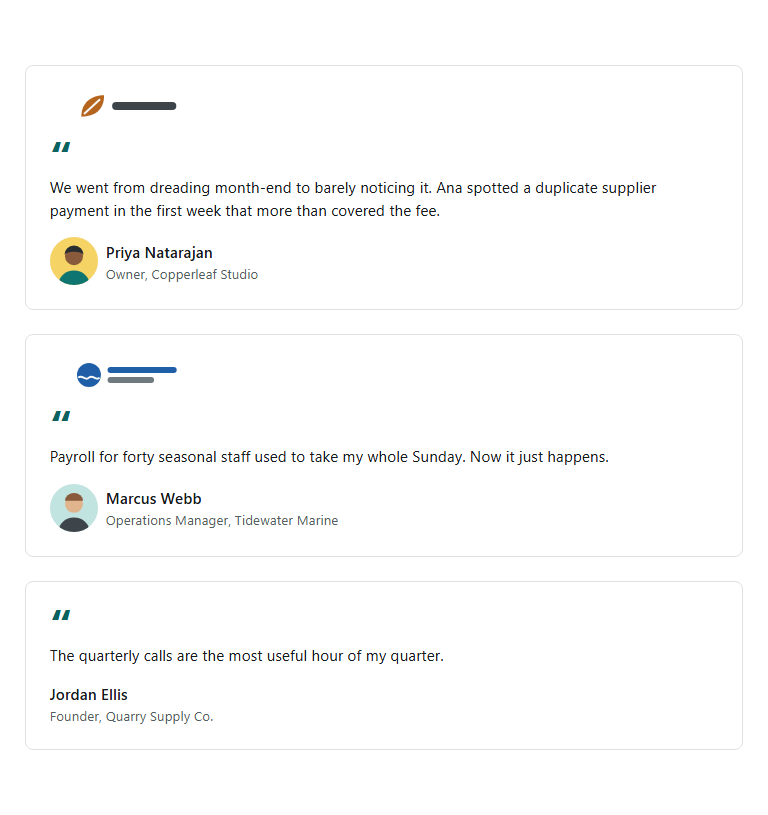 “
We went from dreading month-end to barely noticing it. Ana spotted a duplicate supplier
payment in the first week that more than covered the fee.
Priya Natarajan
Owner, Copperleaf Studio
“
Payroll for forty seasonal staff used to take my whole Sunday. Now it just happens.
Marcus Webb
Operations Manager, Tidewater Marine
“
The quarterly calls are the most useful hour of my quarter.
Jordan Ellis
Founder, Quarry Supply Co.